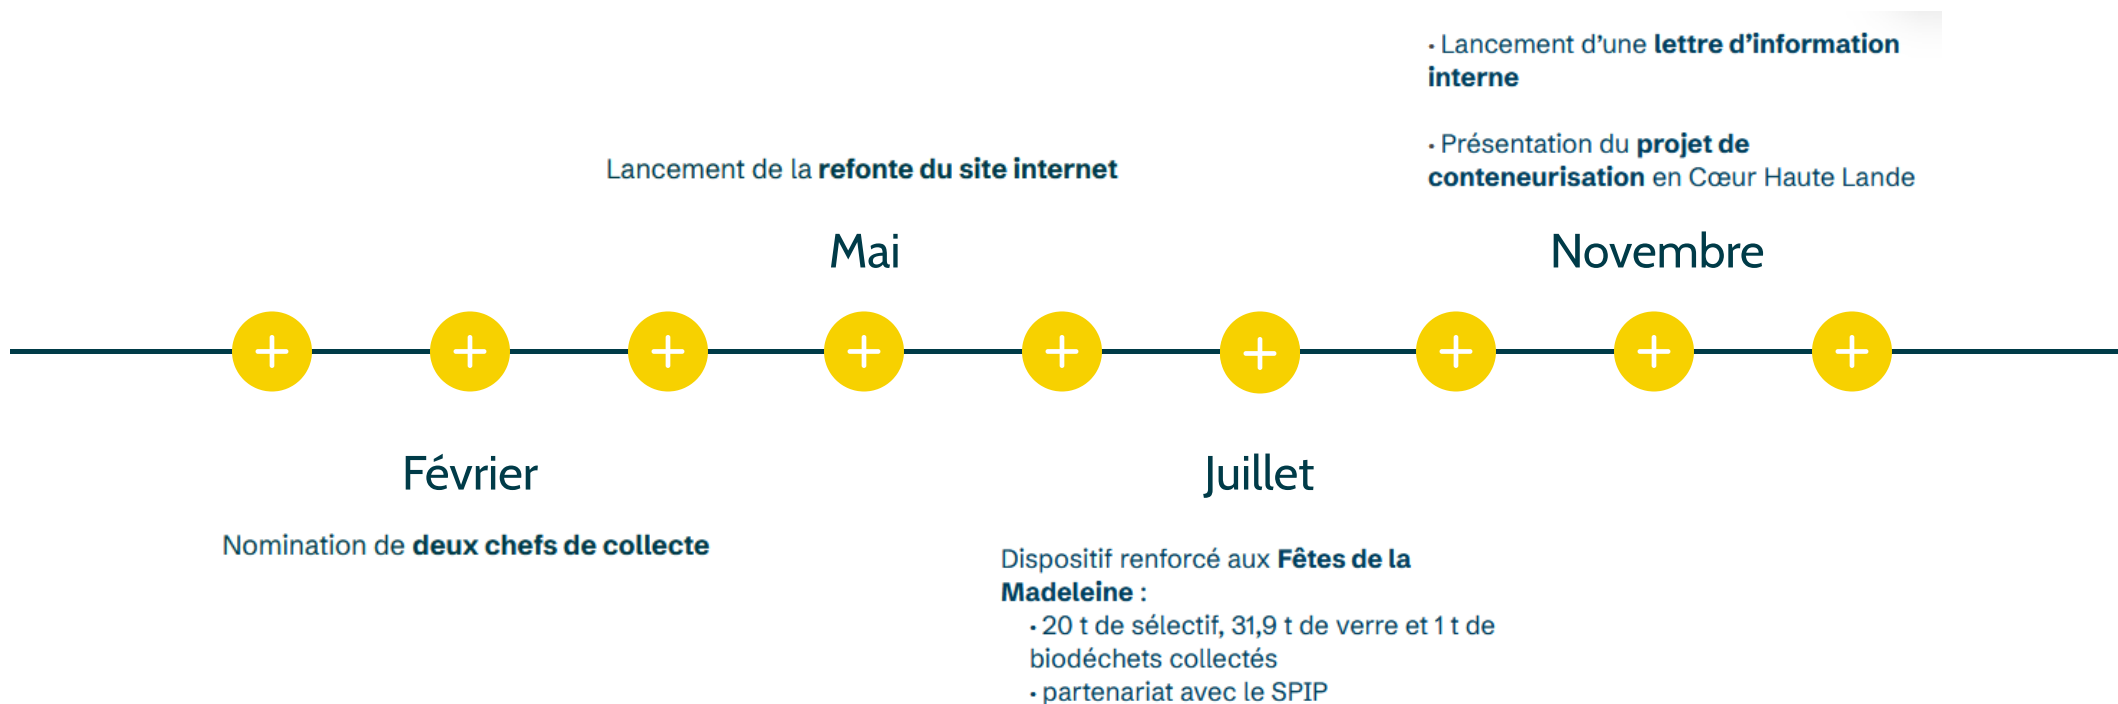 • Lancement d’une lettre d’information
interne
• Présentation du projet de
conteneurisation en Cœur Haute Lande
Lancement de la refonte du site internet
Mai
Novembre
Février
Juillet
Nomination de deux chefs de collecte
Dispositif renforcé aux Fêtes de la
Madeleine :
• 20 t de sélectif, 31,9 t de verre et 1 t de
biodéchets collectés
• partenariat avec le SPIP